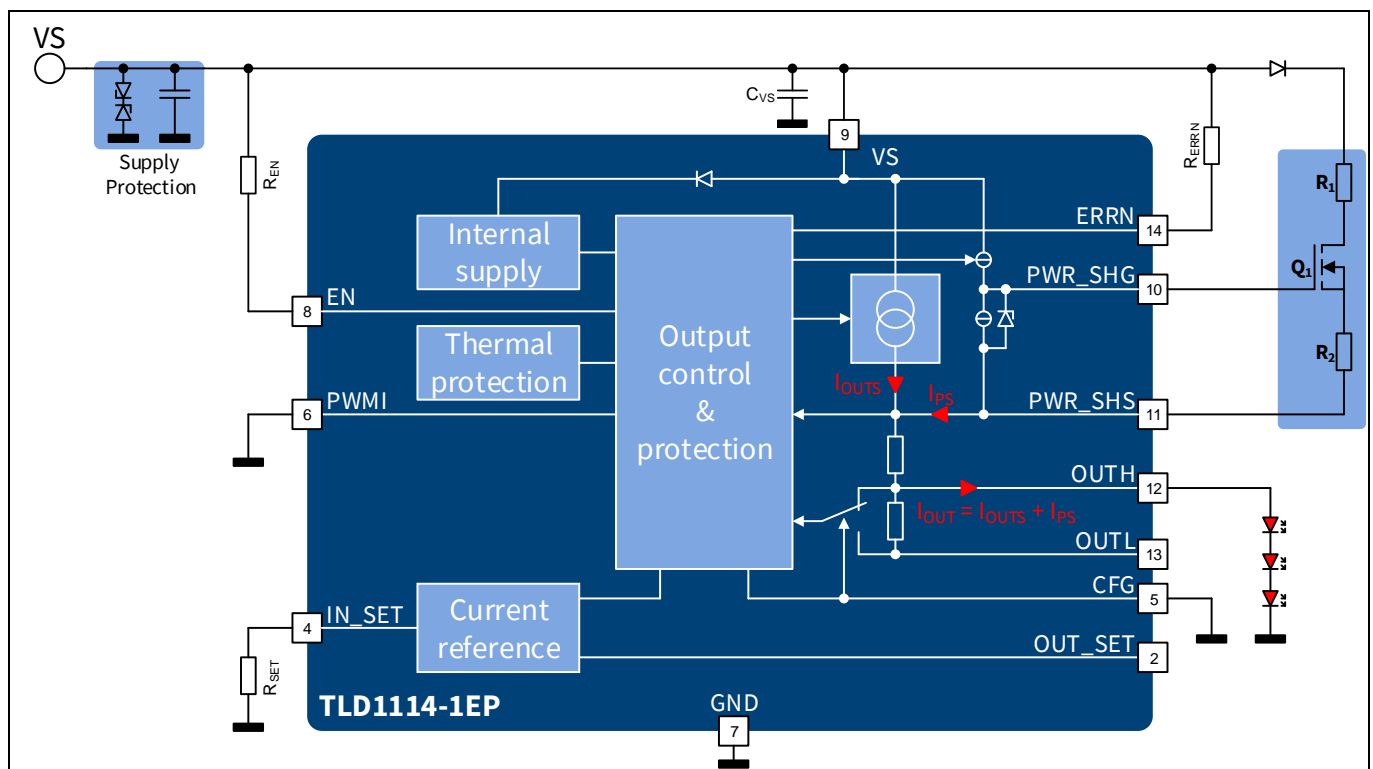 VS
Supply
Protection
R_EN
C_VS
9
VS
R_ERRN
R₁
Q₁
R₂
Internal
supply
Thermal
protection
Output
control
&
protection
Current
reference
ERRN
14
PWR_SHG
10
EN
8
PWMI
6
I_OUTS
I_PS
PWR_SHS
11
OUTH
12
I_OUT = I_OUTS + I_PS
OUTL
13
CFG
5
IN_SET
4
OUT_SET
2
R_SET
TLD1114-1EP
GND
7